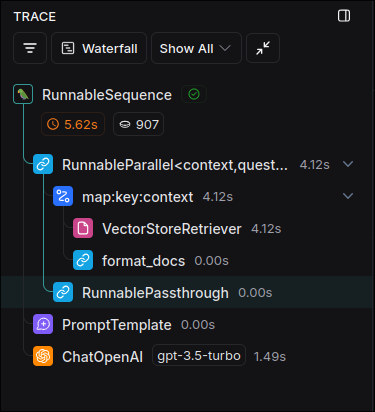 TRACE
Waterfall Show All
RunnableSequence
5.62s 907
RunnableParallel<context,quest... 4.12s
map:key:context 4.12s
VectorStoreRetriever 4.12s
format_docs 0.00s
RunnablePassthrough 0.00s
PromptTemplate 0.00s
ChatOpenAI gpt-3.5-turbo 1.49s